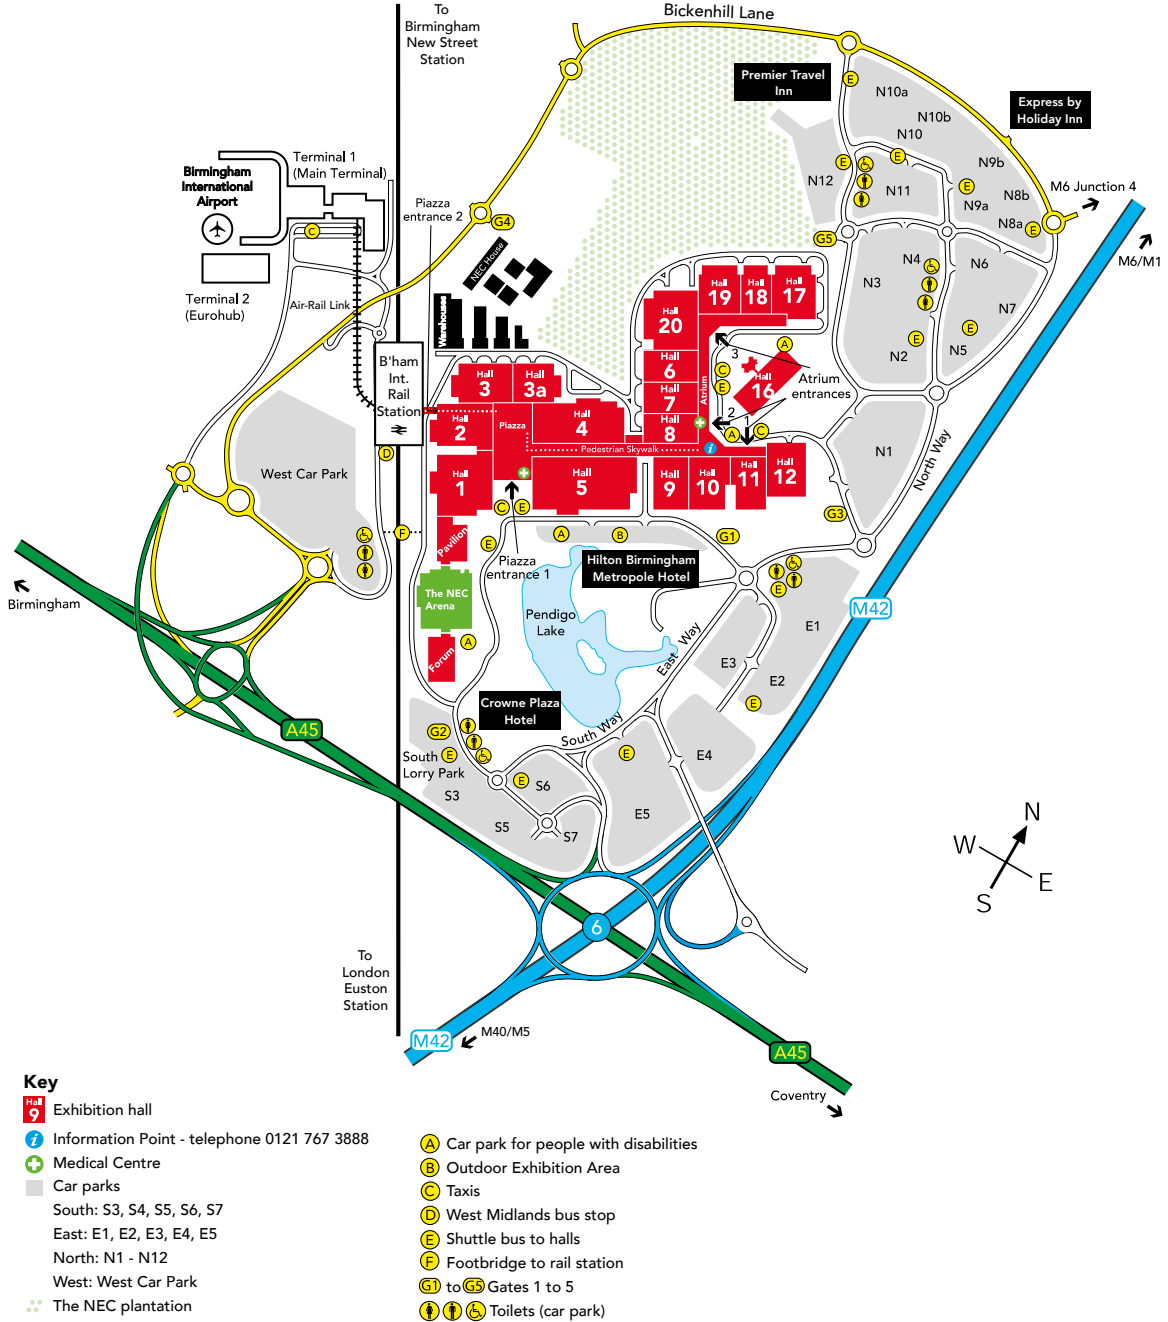 To
Birmingham
New Street
Station
Bickenhill Lane
Premier Travel
Inn
E
N10a
N10b
N10
Express by
Holiday Inn
Terminal 1
(Main Terminal)
Birmingham
International
Airport
C
Terminal 2
(Eurohub)
Air-Rail Link
Piazza
entrance 2
G4
NEC House
Warehouses
E
N12
E
N11
N9b
E
N9a
N8b
N8a
E
M6 Junction 4
M6/M1
G5
N4
N3
N6
N7
E
N2
E
N5
Hall
19
Hall
18
Hall
17
Hall
20
Hall
6
Hall
7
Hall
8
Atrium
3
A
C
E
Hall
16
Atrium
entrances
2
1
A
C
B'ham
Int.
Rail
Station
Hall
3
Hall
3a
Hall
2
Piazza
Hall
4
Pedestrian Skywalk
i
Hall
1
Hall
5
Hall
9
Hall
10
Hall
11
Hall
12
N1
North Way
G3
D
West Car Park
F
C
E
E
A
B
G1
Piazza
entrance 1
Pavilion
The NEC
Arena
Forum
A
Hilton Birmingham
Metropole Hotel
Pendigo
Lake
East Way
E
E1
E2
E3
E
E4
M42
Birmingham
A45
Crowne Plaza
Hotel
South Way
G2
E
South
Lorry Park
S3
E
S6
S5
S7
E
E5
N
W
E
S
6
To
London
Euston
Station
M42
M40/M5
A45
Coventry
Key
Hall
9
Exhibition hall
i
Information Point - telephone 0121 767 3888
Medical Centre
Car parks
South: S3, S4, S5, S6, S7
East: E1, E2, E3, E4, E5
North: N1 - N12
West: West Car Park
The NEC plantation
A Car park for people with disabilities
B Outdoor Exhibition Area
C Taxis
D West Midlands bus stop
E Shuttle bus to halls
F Footbridge to rail station
G1 to G5 Gates 1 to 5
Toilets (car park)